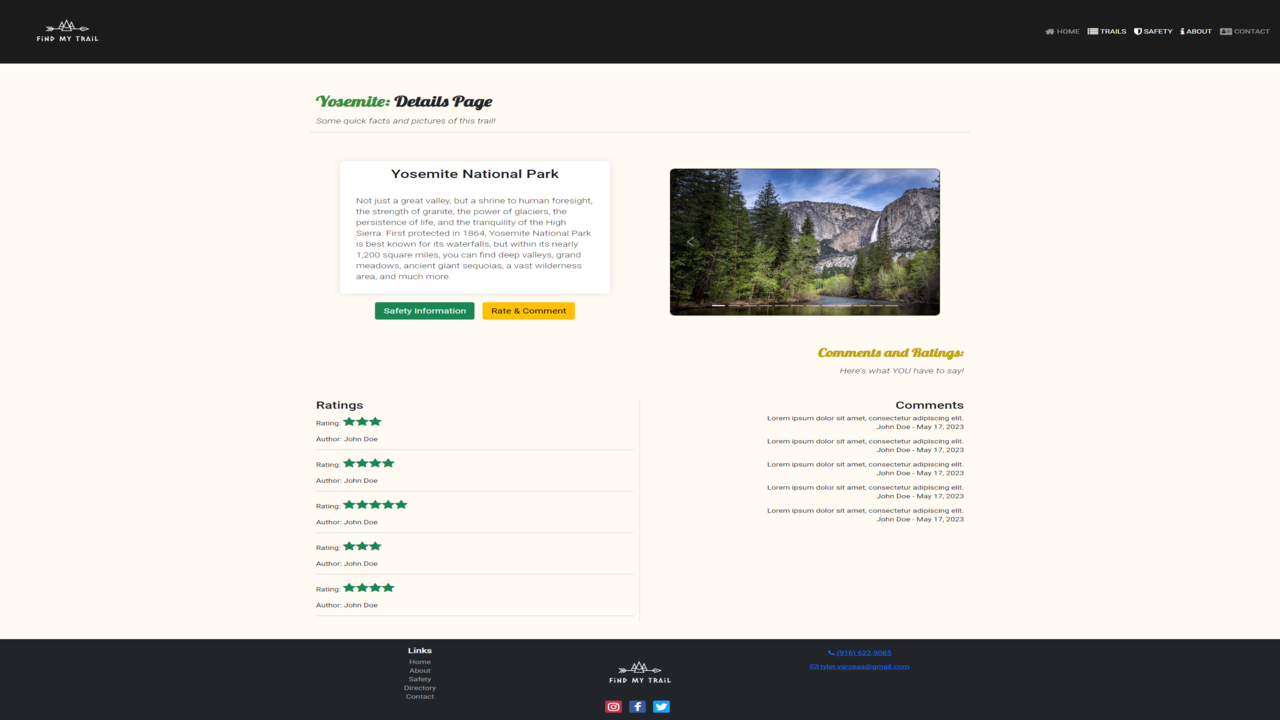 FiND MY TRAiL
HOME TRAILS SAFETY ABOUT CONTACT
Yosemite: Details Page
Some quick facts and pictures of this trail!
Yosemite National Park
Not just a great valley, but a shrine to human foresight,
the strength of granite, the power of glaciers, the
persistence of life, and the tranquility of the High
Sierra. First protected in 1864, Yosemite National Park
is best known for its waterfalls, but within its nearly
1,200 square miles, you can find deep valleys, grand
meadows, ancient giant sequoias, a vast wilderness
area, and much more.
Safety Information Rate & Comment
Comments and Ratings:
Here's what YOU have to say!
Ratings
Rating:
Author: John Doe
Rating:
Author: John Doe
Rating:
Author: John Doe
Rating:
Author: John Doe
Rating:
Author: John Doe
Comments
Lorem ipsum dolor sit amet, consectetur adipiscing elit.
John Doe - May 17, 2023
Lorem ipsum dolor sit amet, consectetur adipiscing elit.
John Doe - May 17, 2023
Lorem ipsum dolor sit amet, consectetur adipiscing elit.
John Doe - May 17, 2023
Lorem ipsum dolor sit amet, consectetur adipiscing elit.
John Doe - May 17, 2023
Lorem ipsum dolor sit amet, consectetur adipiscing elit.
John Doe - May 17, 2023
Links
Home
About
Safety
Directory
Contact
FiND MY TRAiL
(916) 622-9065
tyler.varzeas@gmail.com